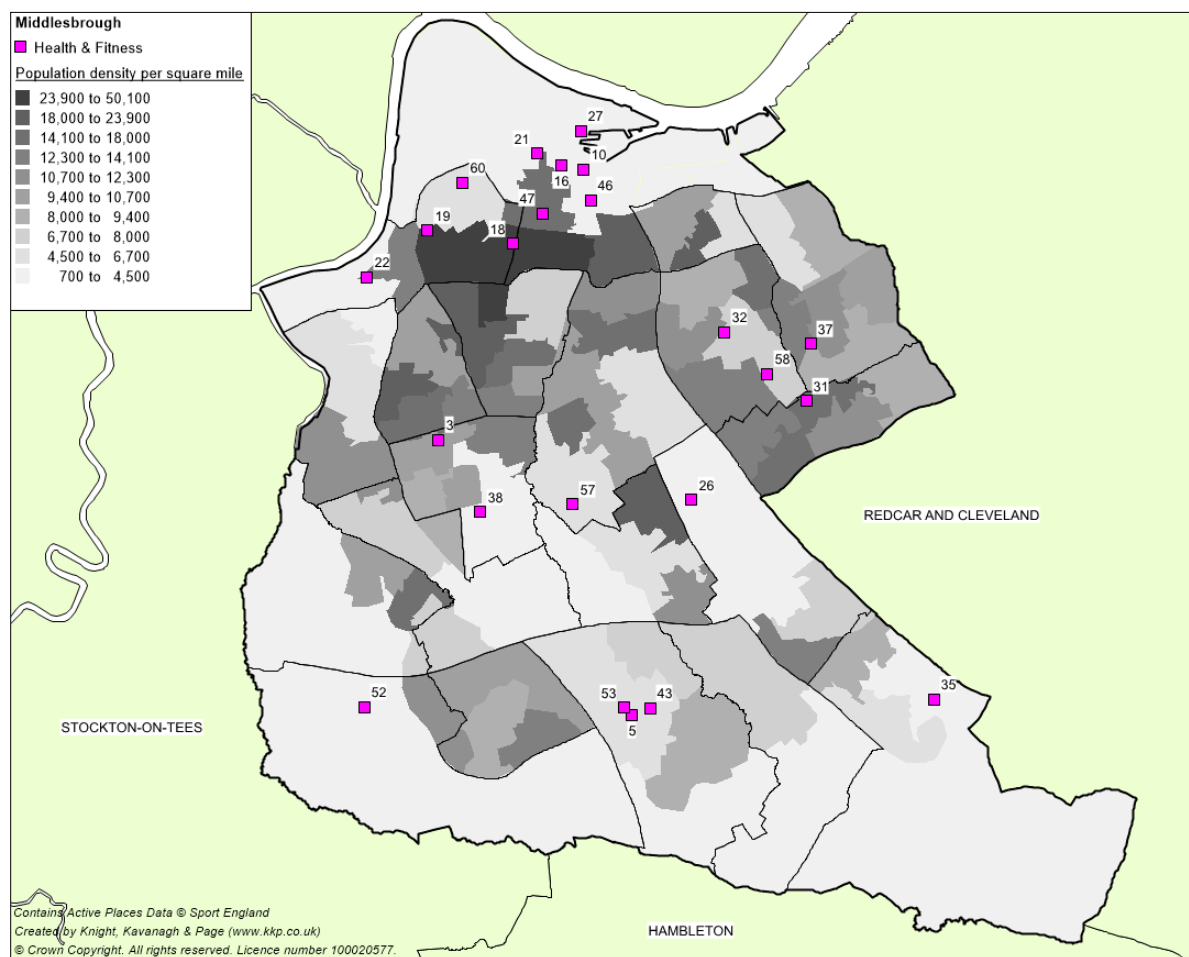 Middlesbrough
Health & Fitness
Population density per square mile
23,900 to 50,100
18,000 to 23,900
14,100 to 18,000
12,300 to 14,100
10,700 to 12,300
9,400 to 10,700
8,000 to 9,400
6,700 to 8,000
4,500 to 6,700
700 to 4,500
27
21
10
16
60
46
47
19
18
22
32
37
58
31
3
38
57
26
REDCAR AND CLEVELAND
52
53
43
35
5
STOCKTON-ON-TEES
HAMBLETON
Contains Active Places Data © Sport England
Created by Knight, Kavanagh & Page (www.kkp.co.uk)
© Crown Copyright. All rights reserved. Licence number 100020577.